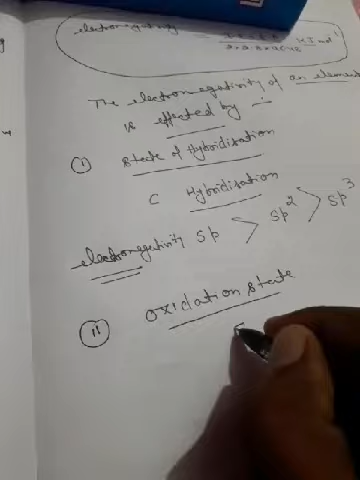 electronegativity
The electronegativity of an element
is effected by :-
(i) State of Hybridisation
C Hybridisation
electronegativity sp > sp² > sp³
(ii) oxidation state